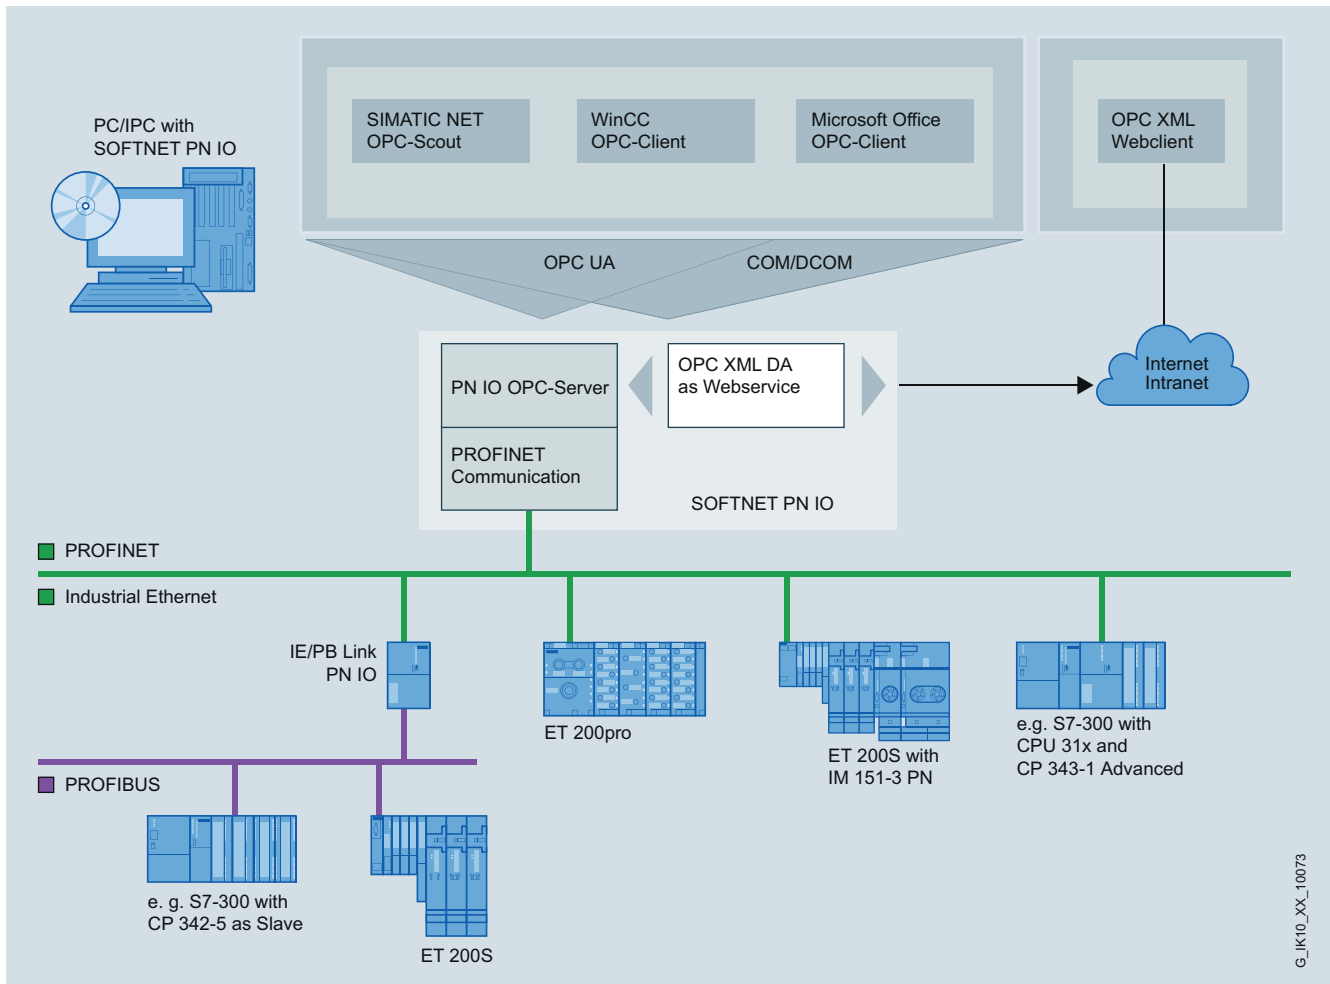 PC/IPC with
SOFTNET PN IO
SIMATIC NET
OPC-Scout
WinCC
OPC-Client
Microsoft Office
OPC-Client
OPC XML
Webclient
OPC UA
COM/DCOM
PN IO OPC-Server
OPC XML DA
as Webservice
Internet
Intranet
PROFINET
Communication
SOFTNET PN IO
PROFINET
Industrial Ethernet
IE/PB Link
PN IO
ET 200pro
ET 200S with
IM 151-3 PN
e.g. S7-300 with
CPU 31x and
CP 343-1 Advanced
PROFIBUS
e. g. S7-300 with
CP 342-5 as Slave
ET 200S
G_IK10_XX_10073